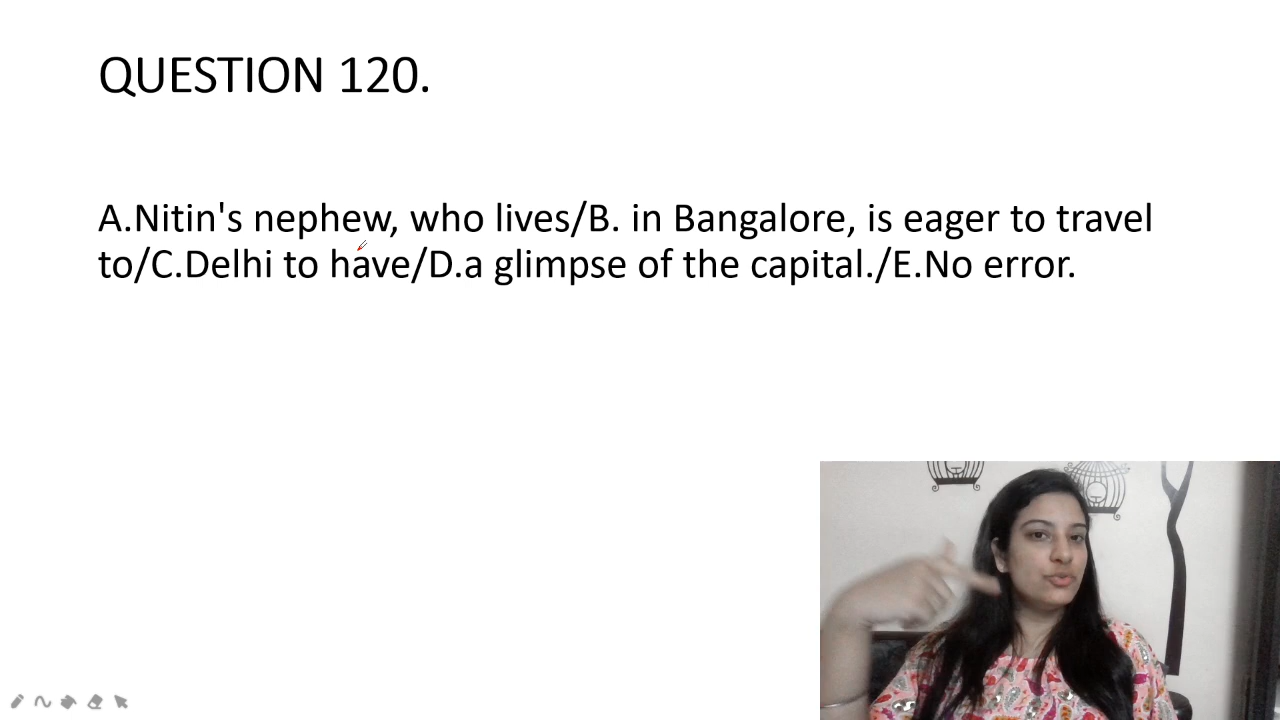 QUESTION 120.
A.Nitin's nephew, who lives/B. in Bangalore, is eager to travel
to/C.Delhi to have/D.a glimpse of the capital./E.No error.